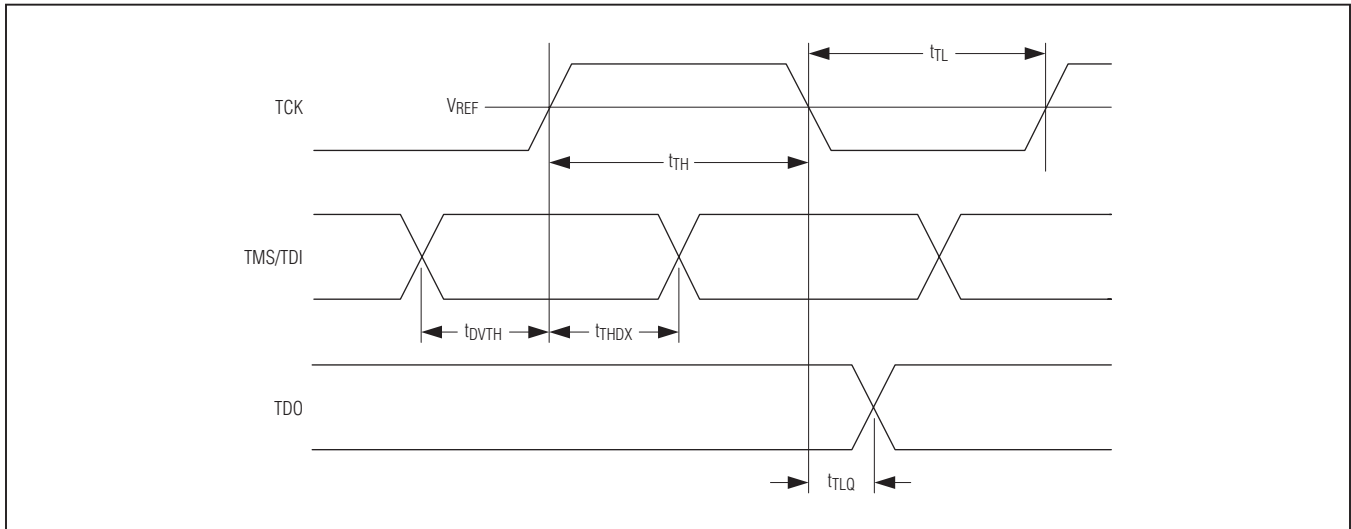 tTL
TCK
VREF
tTH
TMS/TDI
tDVTH
tTHDX
TDO
tTLQ